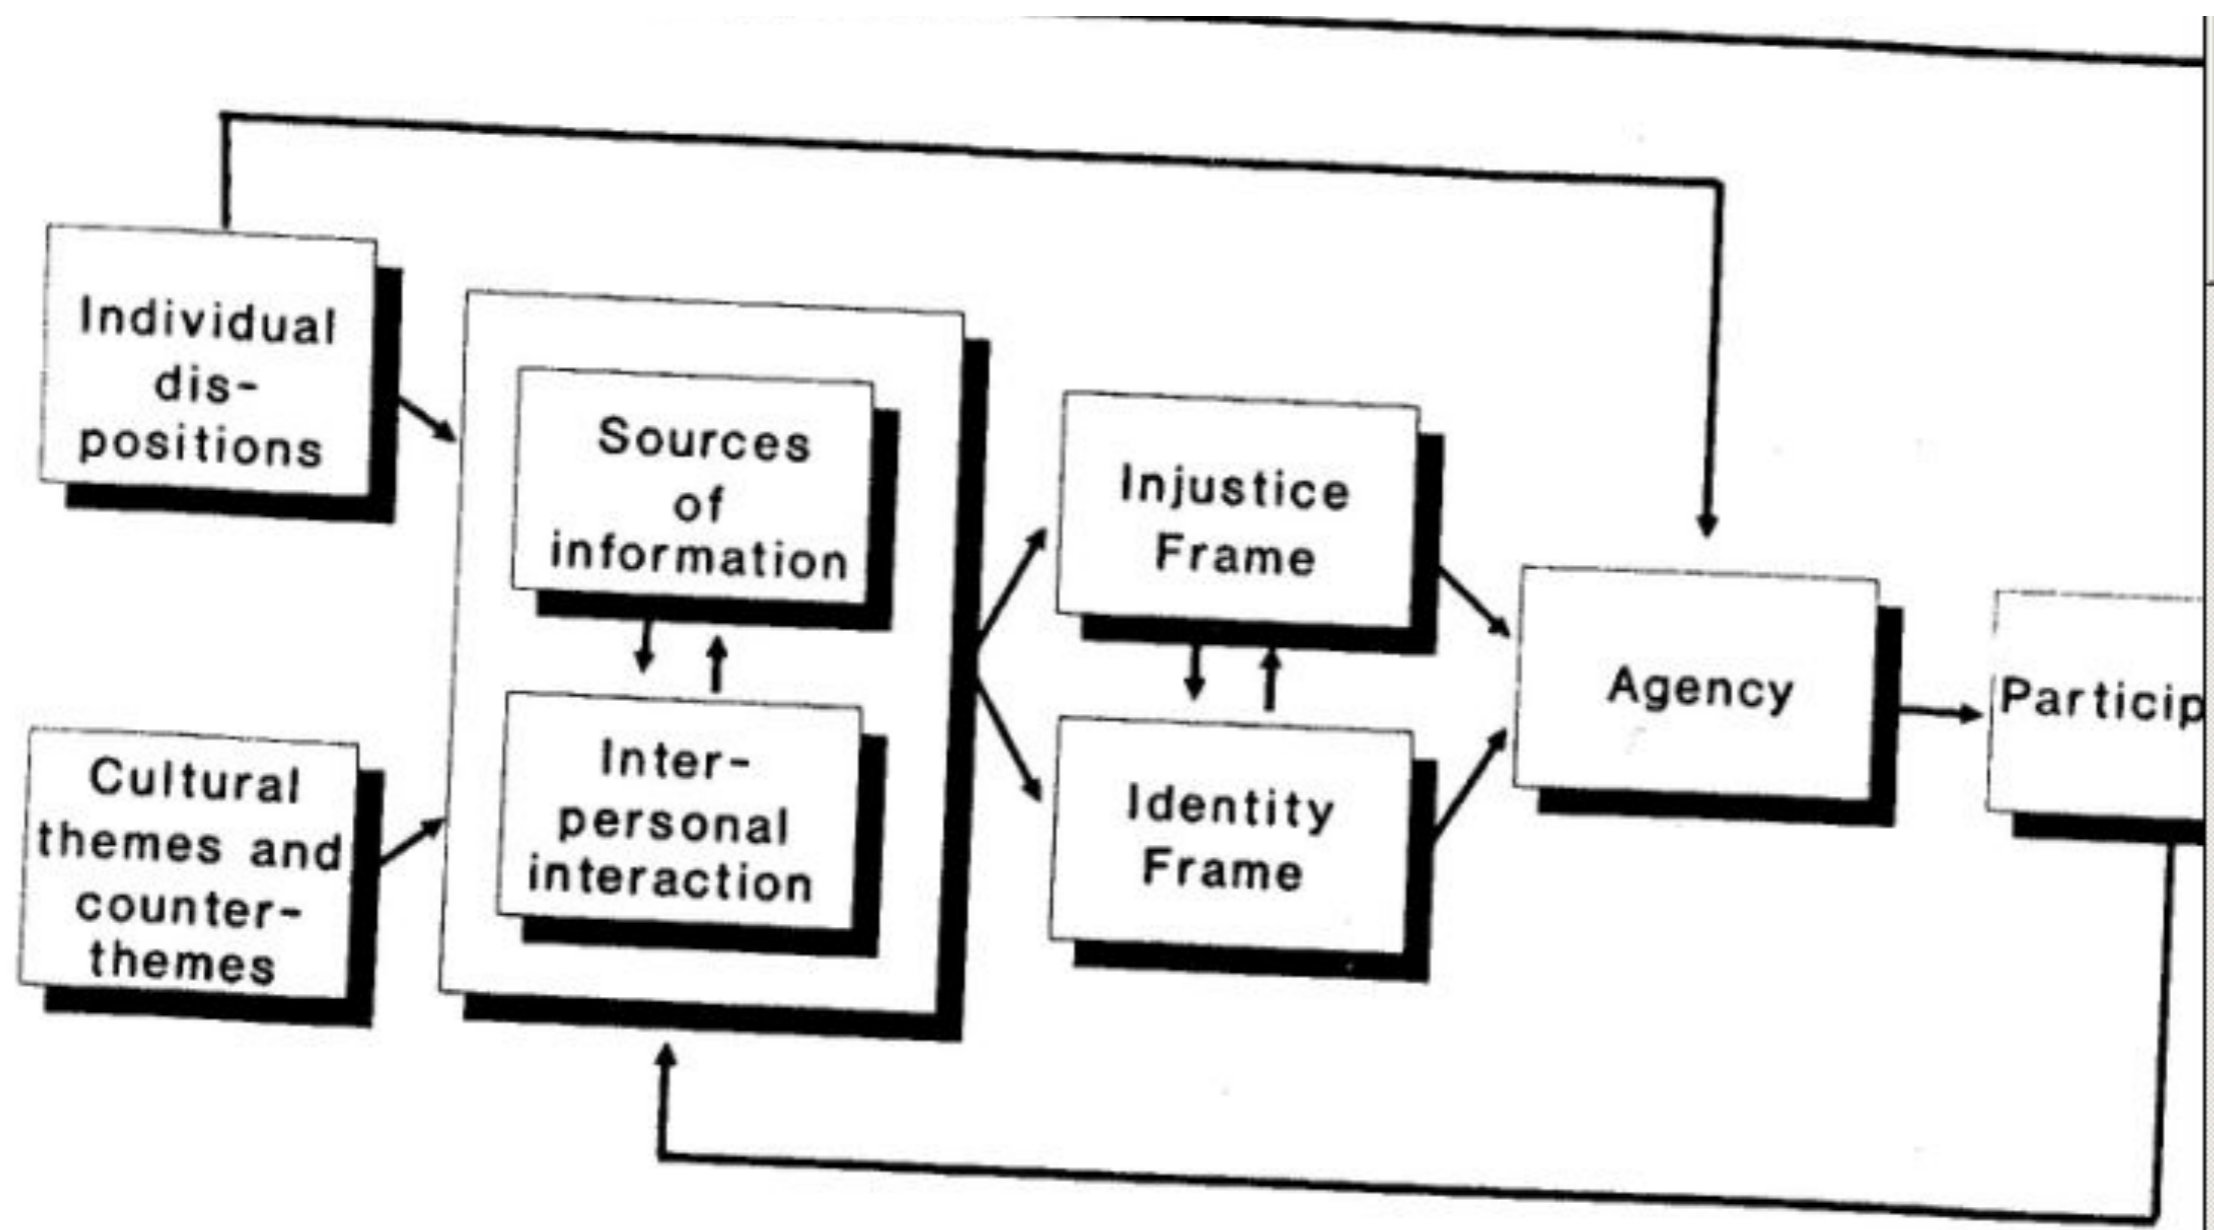 Individual
dis-
positions
Cultural
themes and
counter-
themes
Sources
of
information
Inter-
personal
interaction
Injustice
Frame
Identity
Frame
Agency
Particip